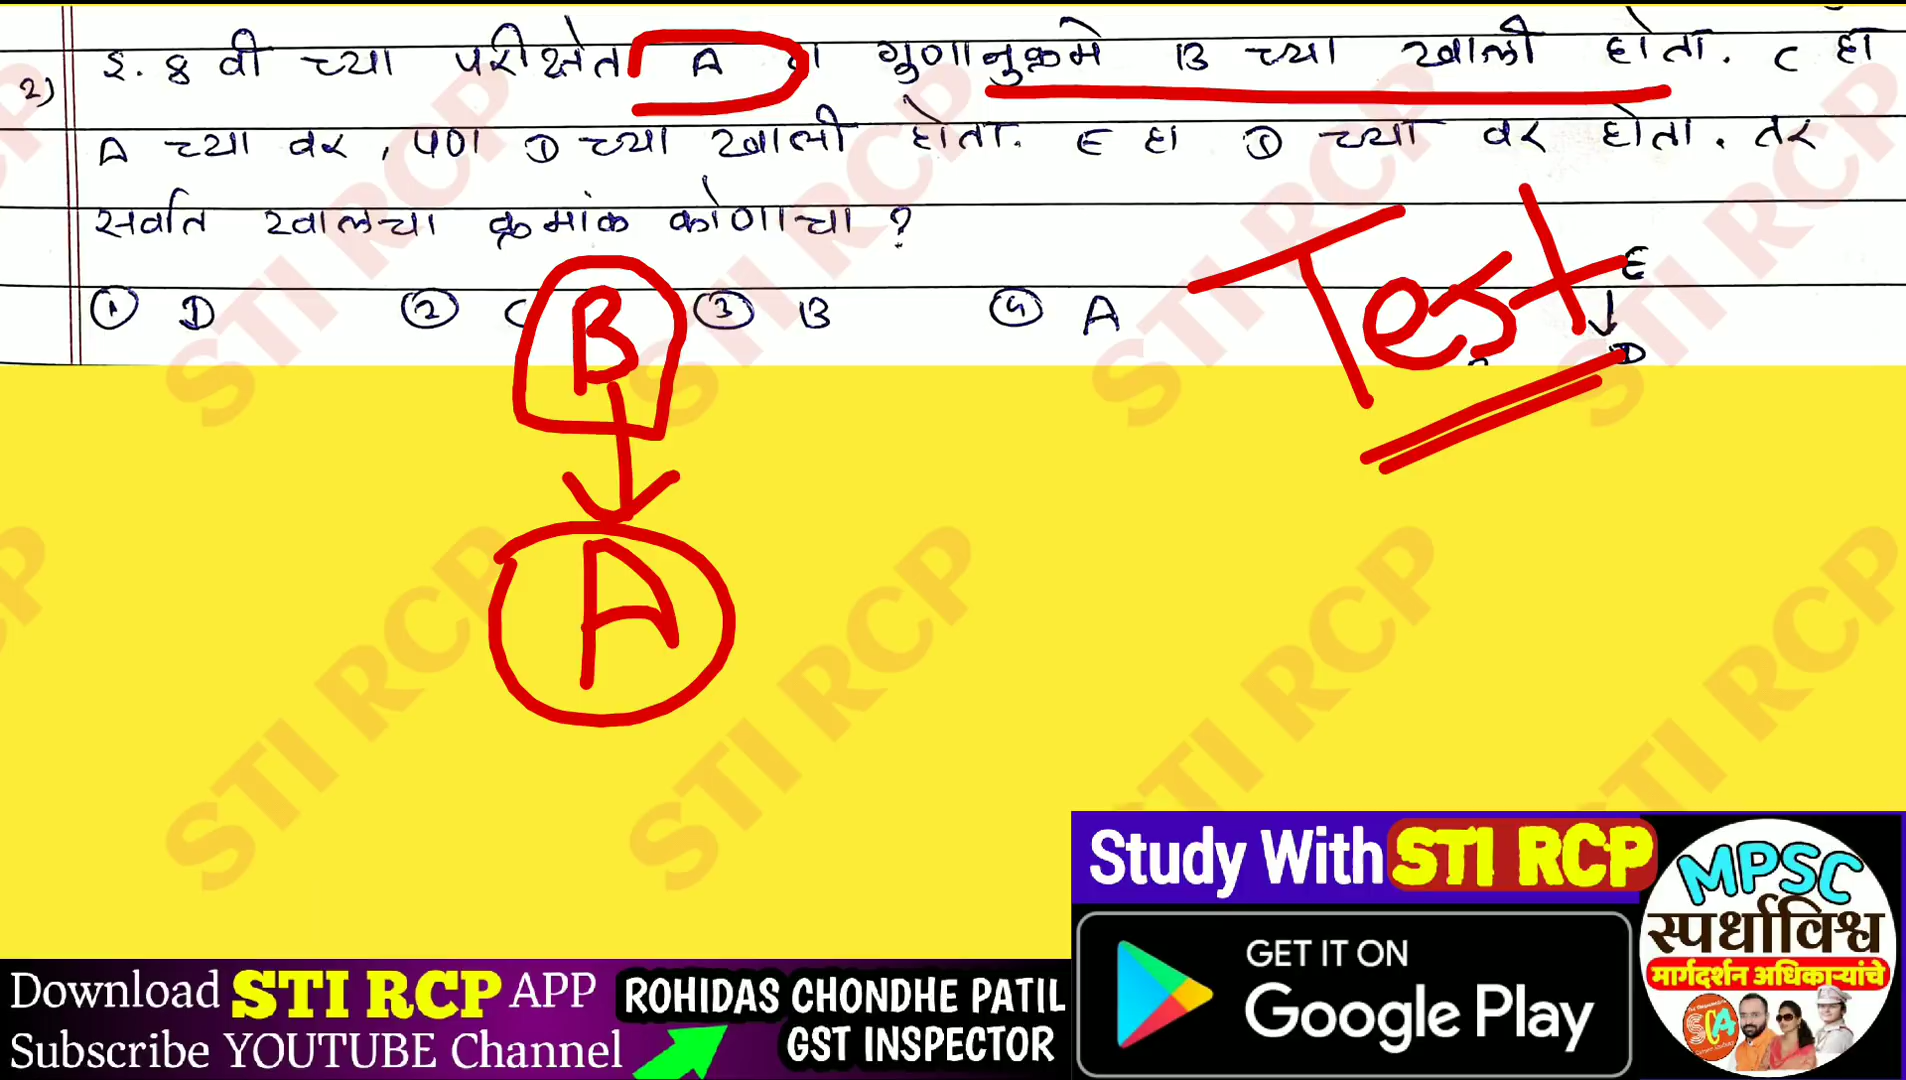 2) इ. 8 वी च्या परीक्षेत A हा गुणानुक्रमे B च्या खाली होता. C हा
A च्या वर, पण D च्या खाली होता. E हा D च्या वर होता. तर
सर्वात खालचा क्रमांक कोणाचा ?
① D ② C ③ B ④ A
E
D
Test
B
A
STI RCP
Study With STI RCP
GET IT ON
Google Play
MPSC
स्पर्धाविश्व
मार्गदर्शन अधिकाऱ्यांचे
SCA
Download STI RCP APP
Subscribe YOUTUBE Channel
ROHIDAS CHONDHE PATIL
GST INSPECTOR